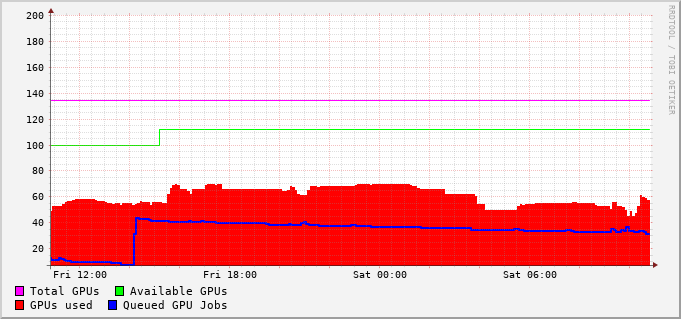 200
180
160
140
120
100
80
60
40
20
Fri 12:00 Fri 18:00 Sat 00:00 Sat 06:00
Total GPUs Available GPUs
GPUs used Queued GPU Jobs
RRDTOOL / TOBI OETIKER